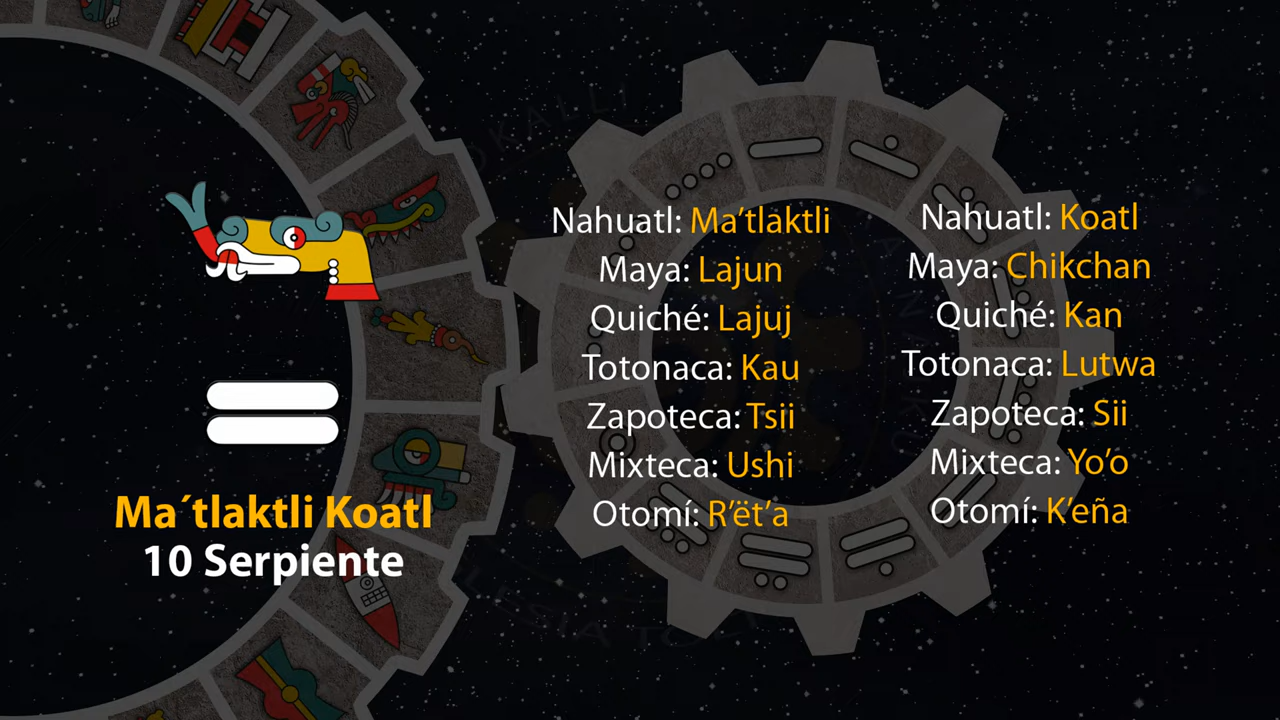 Nahuatl: Ma’tlaktli
Maya: Lajun
Quiché: Lajuj
Totonaca: Kau
Zapoteca: Tsii
Mixteca: Ushi
Otomí: R’ët’a
Nahuatl: Koatl
Maya: Chikchan
Quiché: Kan
Totonaca: Lutwa
Zapoteca: Sii
Mixteca: Yo’o
Otomí: K’eña
Ma´tlaktli Koatl
10 Serpiente